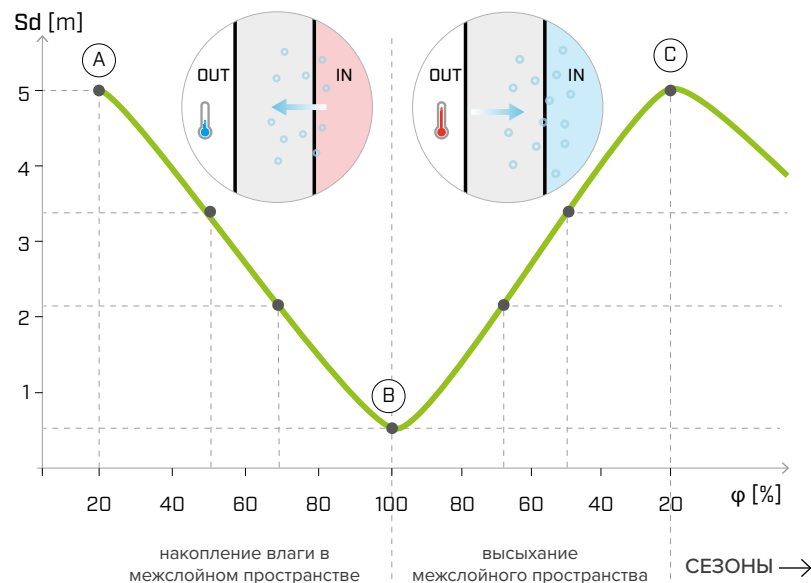 Sd [m]
A
C
OUT
IN
OUT
IN
5
4
3
2
1
B
20
40
60
80
100
80
60
40
20
φ [%]
накопление влаги в
межслойном пространстве
высыхание
межслойного пространства
СЕЗОНЫ